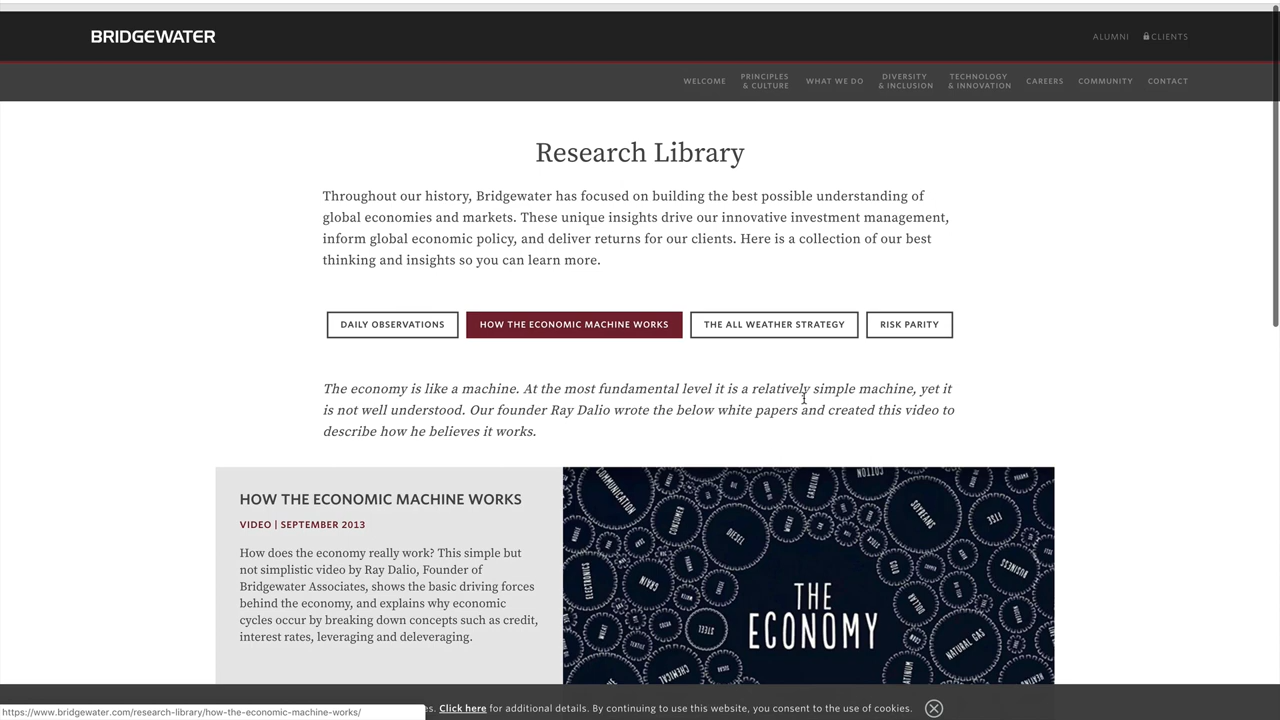 BRIDGEWATER
ALUMNI CLIENTS
WELCOME PRINCIPLES & CULTURE WHAT WE DO DIVERSITY & INCLUSION TECHNOLOGY & INNOVATION CAREERS COMMUNITY CONTACT
Research Library
Throughout our history, Bridgewater has focused on building the best possible understanding of
global economies and markets. These unique insights drive our innovative investment management,
inform global economic policy, and deliver returns for our clients. Here is a collection of our best
thinking and insights so you can learn more.
DAILY OBSERVATIONS HOW THE ECONOMIC MACHINE WORKS THE ALL WEATHER STRATEGY RISK PARITY
The economy is like a machine. At the most fundamental level it is a relatively simple machine, yet it
is not well understood. Our founder Ray Dalio wrote the below white papers and created this video to
describe how he believes it works.
HOW THE ECONOMIC MACHINE WORKS
VIDEO | SEPTEMBER 2013
How does the economy really work? This simple but
not simplistic video by Ray Dalio, Founder of
Bridgewater Associates, shows the basic driving forces
behind the economy, and explains why economic
cycles occur by breaking down concepts such as credit,
interest rates, leveraging and deleveraging.
COTTON
COMMUNICATION
GASOLINE
CONSUMER
SOYBEANS
DIESEL
WHEAT
ELECTRONICS
GRAIN
GOLD
BUSINESS
DOLLAR
THE
ECONOMY
STEEL
NATURAL GAS
CHEMICAL
es. Click here for additional details. By continuing to use this website, you consent to the use of cookies.
https://www.bridgewater.com/research-library/how-the-economic-machine-works/